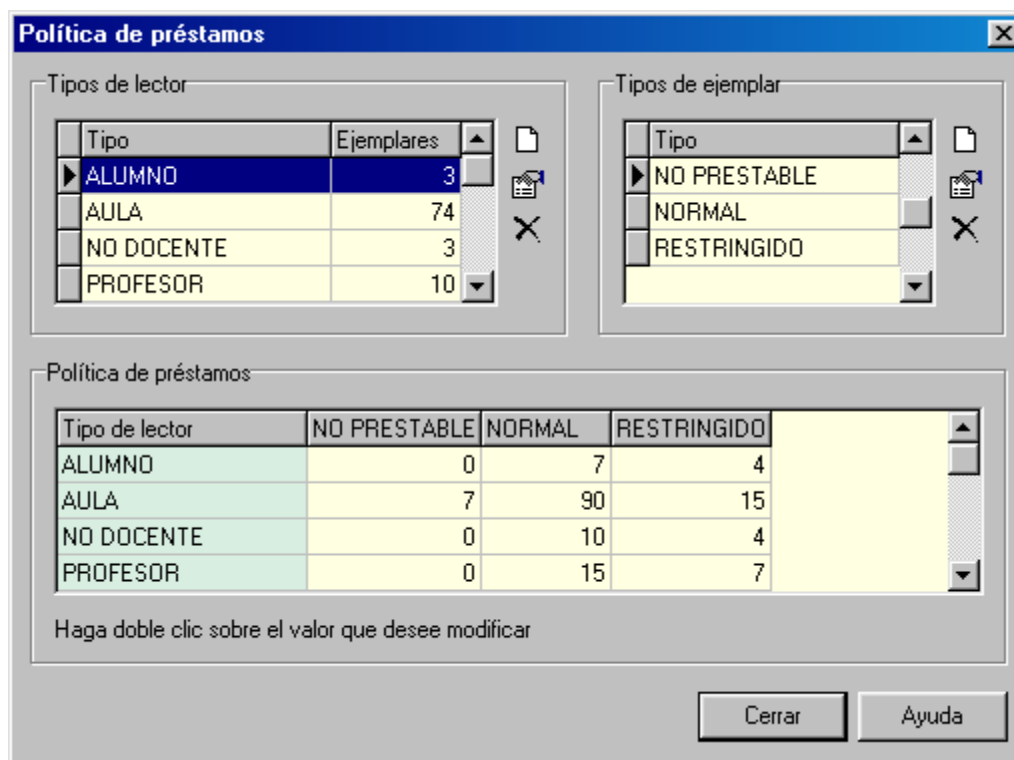 Política de préstamos
Tipos de lector
Tipo Ejemplares
ALUMNO 3
AULA 74
NO DOCENTE 3
PROFESOR 10
Tipos de ejemplar
Tipo
NO PRESTABLE
NORMAL
RESTRINGIDO
Política de préstamos
Tipo de lector NO PRESTABLE NORMAL RESTRINGIDO
ALUMNO 0 7 4
AULA 7 90 15
NO DOCENTE 0 10 4
PROFESOR 0 15 7
Haga doble clic sobre el valor que desee modificar
Cerrar Ayuda